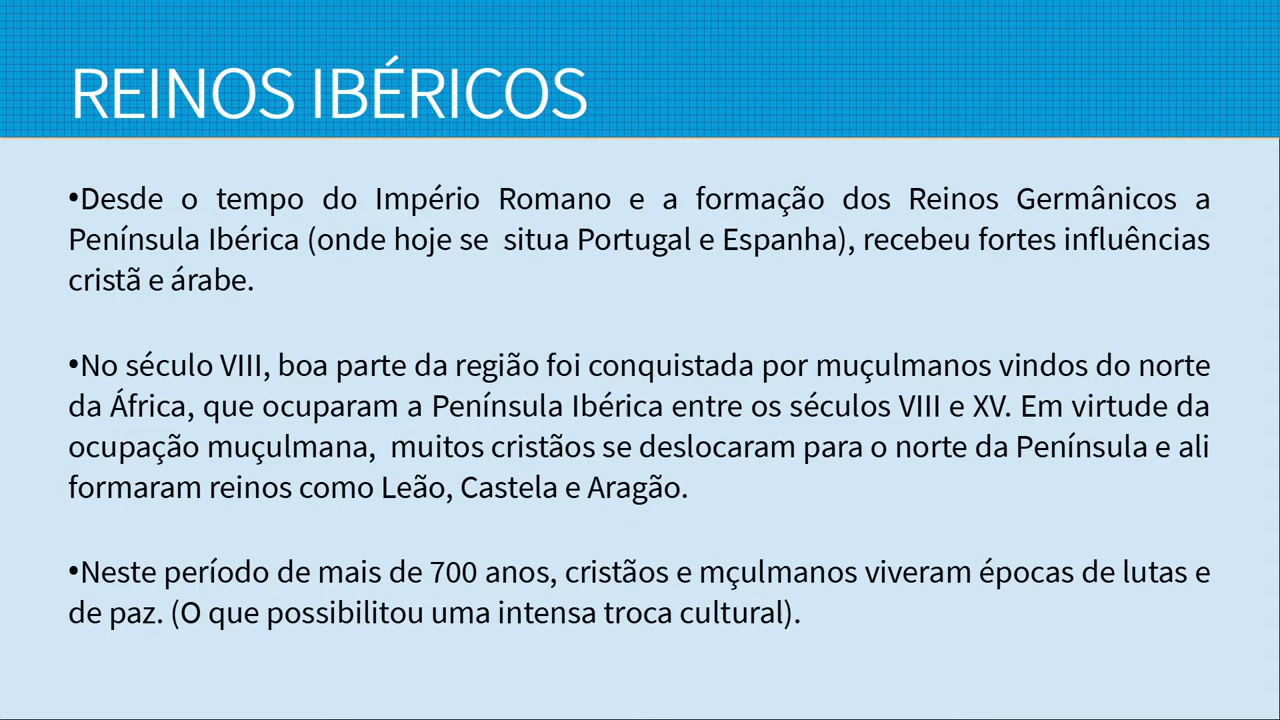 REINOS IBÉRICOS
•Desde o tempo do Império Romano e a formação dos Reinos Germânicos a
Península Ibérica (onde hoje se  situa Portugal e Espanha), recebeu fortes influências
cristã e árabe.
•No século VIII, boa parte da região foi conquistada por muçulmanos vindos do norte
da África, que ocuparam a Península Ibérica entre os séculos VIII e XV. Em virtude da
ocupação muçulmana,  muitos cristãos se deslocaram para o norte da Península e ali
formaram reinos como Leão, Castela e Aragão.
•Neste período de mais de 700 anos, cristãos e mçulmanos viveram épocas de lutas e
de paz. (O que possibilitou uma intensa troca cultural).